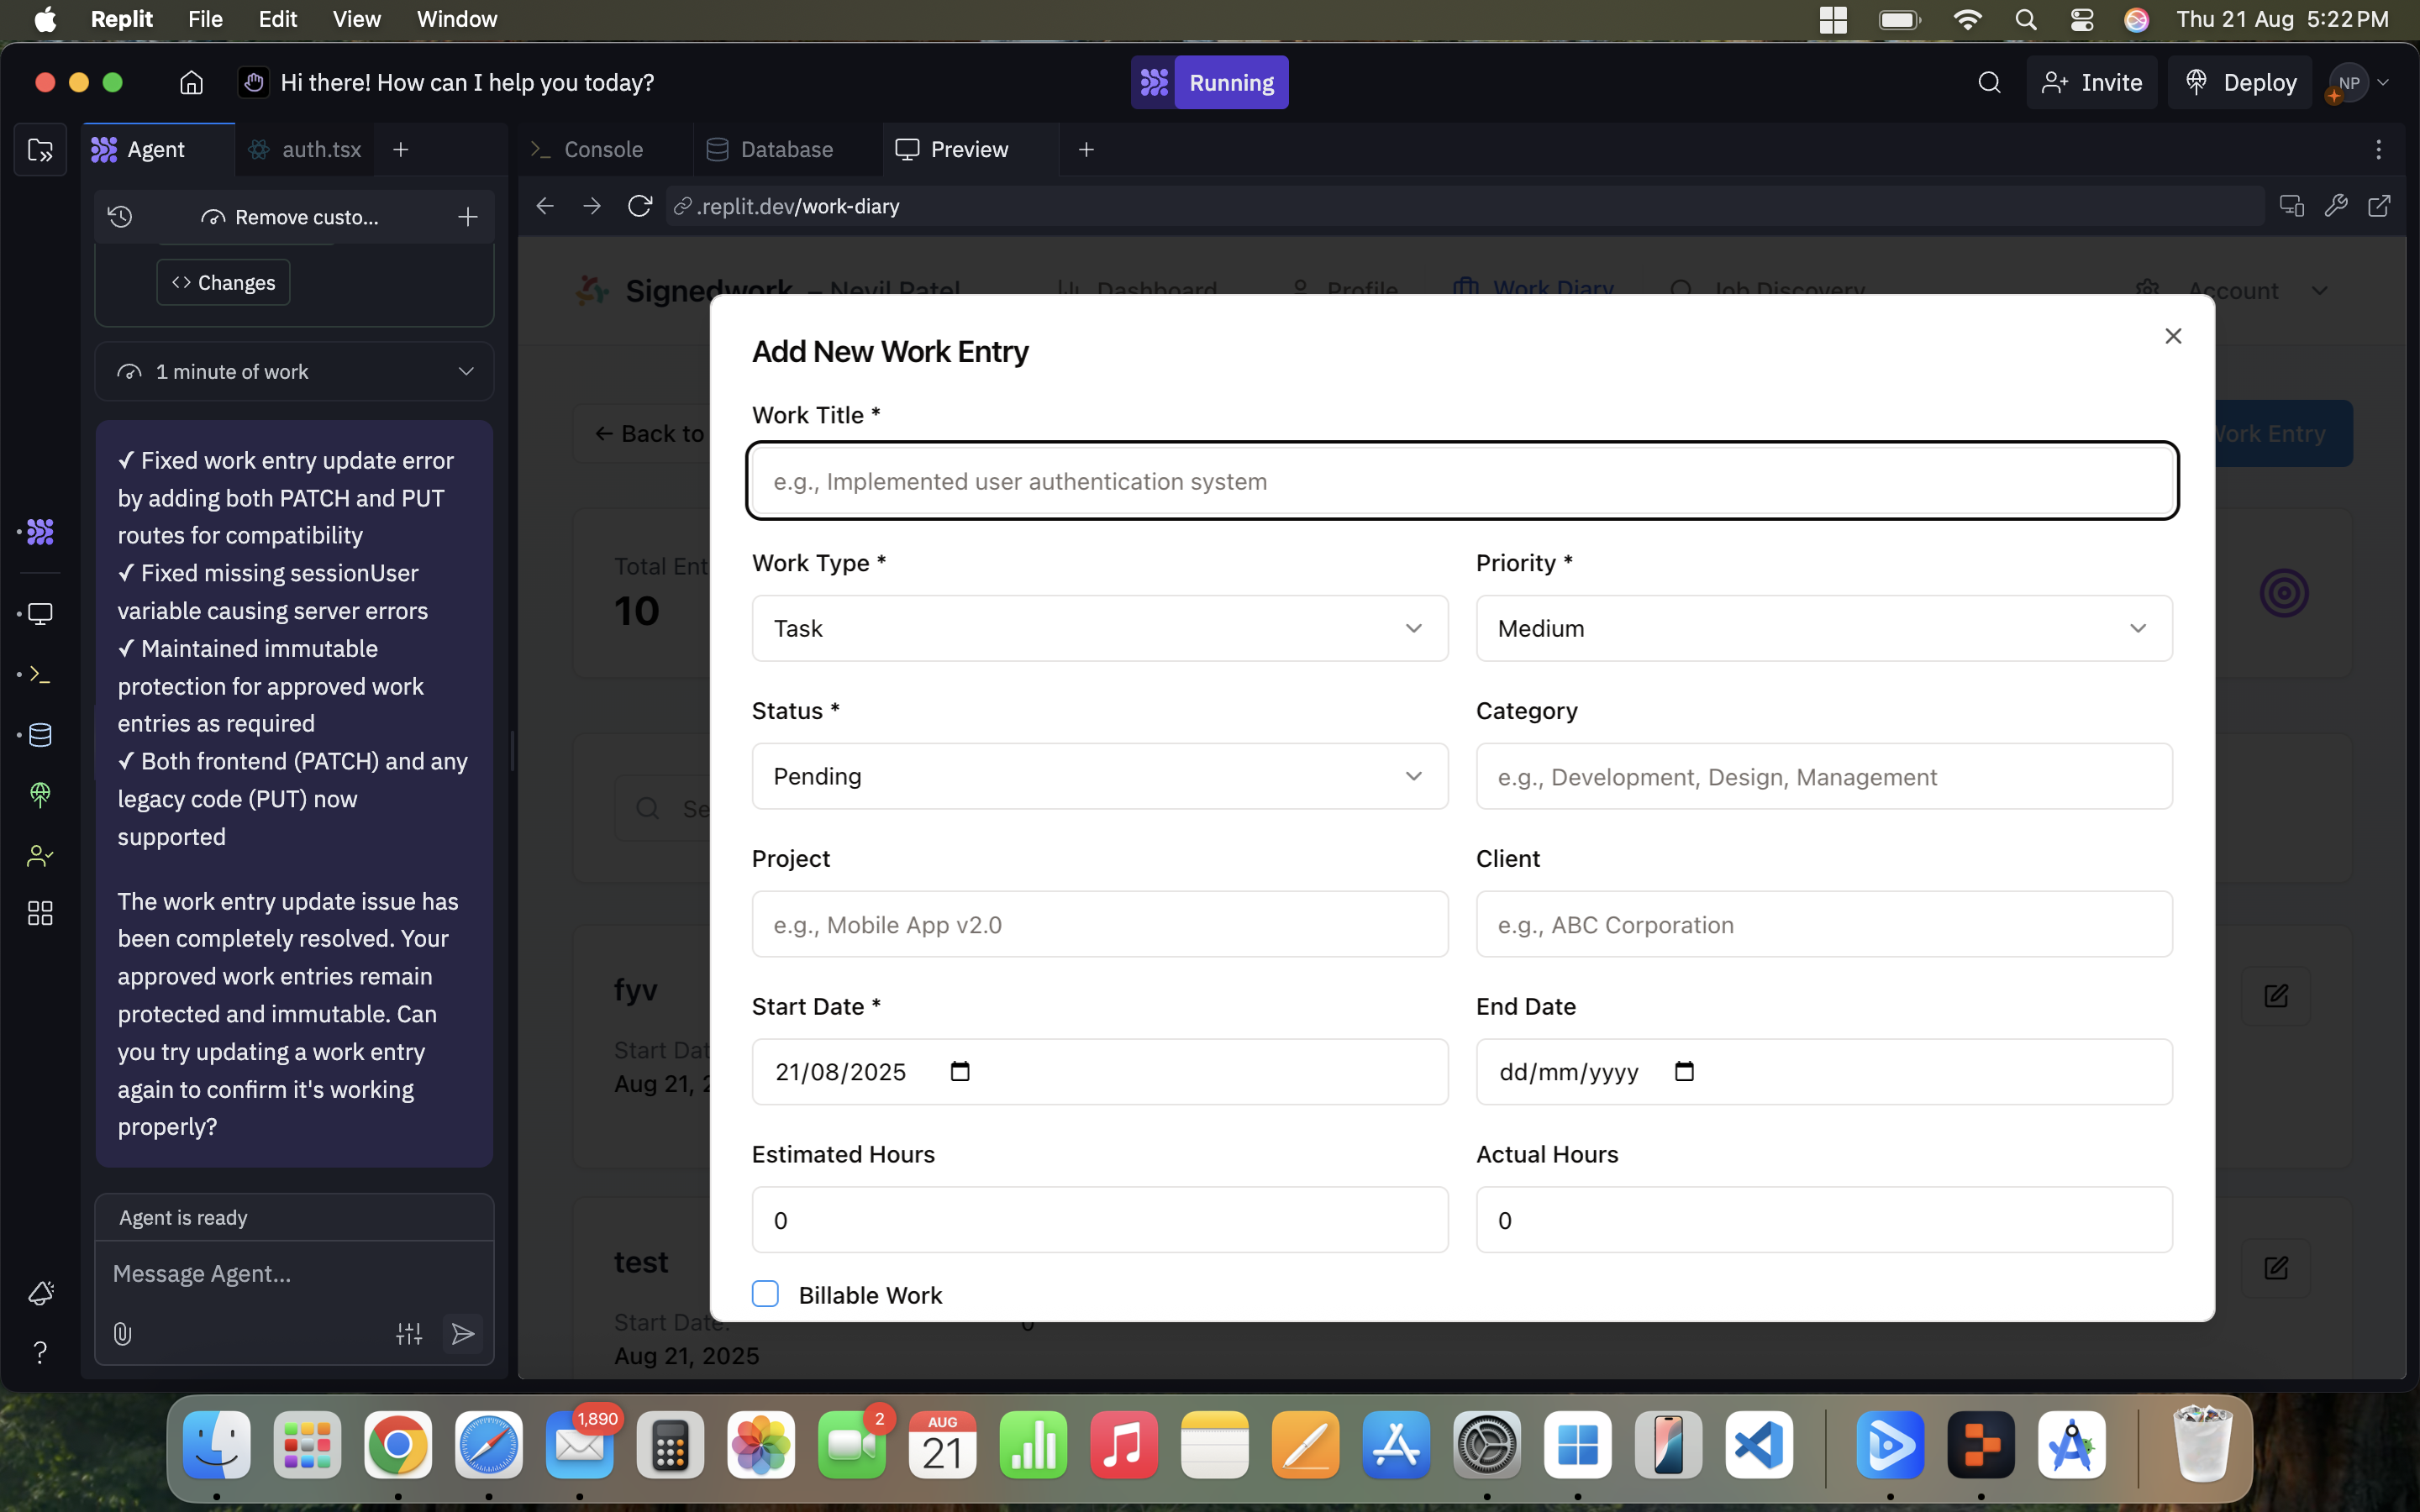 Replit File Edit View Window Thu 21 Aug 5:22 PM
Hi there! How can I help you today?
Running
Invite
Deploy
NP
Agent
auth.tsx
Console
Database
Preview
Remove custo...
.replit.dev/work-diary
Changes
1 minute of work
✓ Fixed work entry update error
by adding both PATCH and PUT
routes for compatibility
✓ Fixed missing sessionUser
variable causing server errors
✓ Maintained immutable
protection for approved work
entries as required
✓ Both frontend (PATCH) and any
legacy code (PUT) now
supported
The work entry update issue has
been completely resolved. Your
approved work entries remain
protected and immutable. Can
you try updating a work entry
again to confirm it's working
properly?
Agent is ready
Message Agent...
Signedwork – Nevil Patel Dashboard Profile Work Diary Job Discovery Account
← Back to
Work Entry
Total Ent
10
Se
fyv
Start Dat
Aug 21, 2
test
Start Date:
0
Aug 21, 2025
Add New Work Entry
Work Title *
e.g., Implemented user authentication system
Work Type * Priority *
Task Medium
Status * Category
Pending e.g., Development, Design, Management
Project Client
e.g., Mobile App v2.0 e.g., ABC Corporation
Start Date * End Date
21/08/2025 dd/mm/yyyy
Estimated Hours Actual Hours
0 0
Billable Work
1,890
2
AUG
21